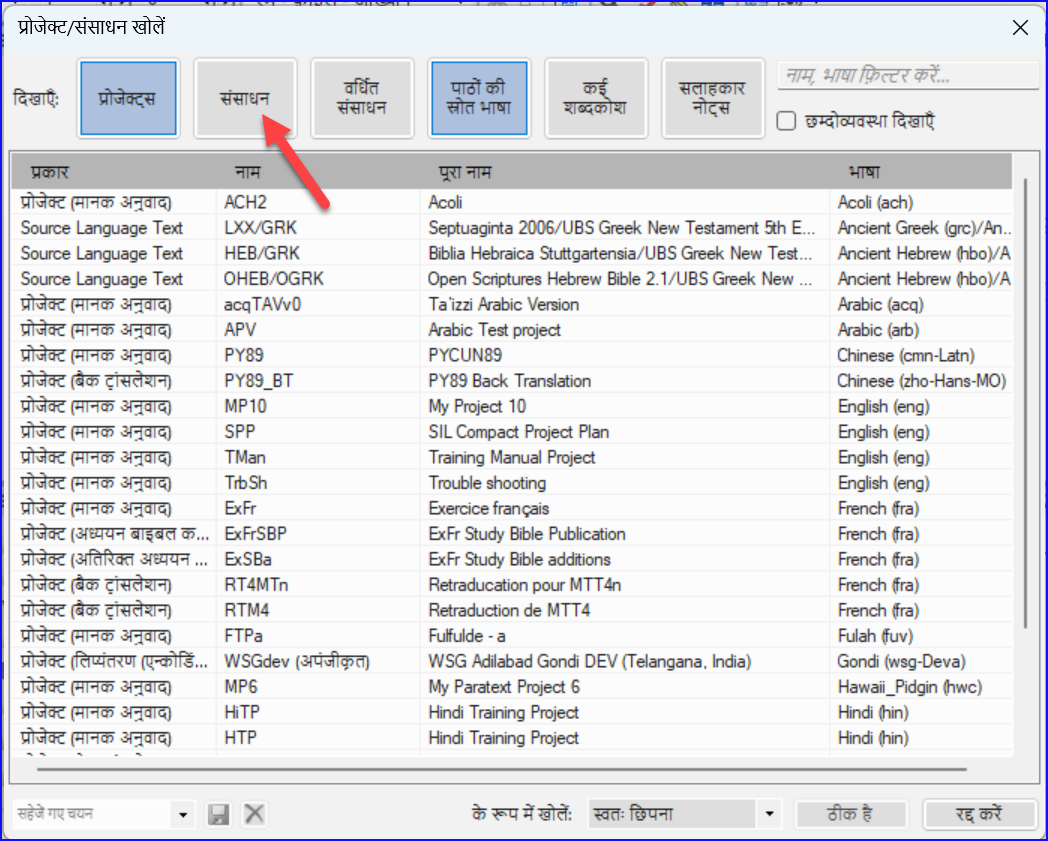 प्रोजेक्ट/संसाधन खोलें
दिखाएँ:
प्रोजेक्ट्स
संसाधन
वर्धित
संसाधन
पाठों की
स्रोत भाषा
कई
शब्दकोश
सलाहकार
नोट्स
नाम, भाषा फ़िल्टर करें...
छम्दोव्यवस्था दिखाएँ
प्रकार नाम पूरा नाम भाषा
प्रोजेक्ट (मानक अनुवाद) ACH2 Acoli Acoli (ach)
Source Language Text LXX/GRK Septuaginta 2006/UBS Greek New Testament 5th E... Ancient Greek (grc)/An...
Source Language Text HEB/GRK Biblia Hebraica Stuttgartensia/UBS Greek New Test... Ancient Hebrew (hbo)/A
Source Language Text OHEB/OGRK Open Scriptures Hebrew Bible 2.1/UBS Greek New ... Ancient Hebrew (hbo)/A
प्रोजेक्ट (मानक अनुवाद) acqTAVv0 Ta'izzi Arabic Version Arabic (acq)
प्रोजेक्ट (मानक अनुवाद) APV Arabic Test project Arabic (arb)
प्रोजेक्ट (मानक अनुवाद) PY89 PYCUN89 Chinese (cmn-Latn)
प्रोजेक्ट (बैक ट्रांसलेशन) PY89_BT PY89 Back Translation Chinese (zho-Hans-MO)
प्रोजेक्ट (मानक अनुवाद) MP10 My Project 10 English (eng)
प्रोजेक्ट (मानक अनुवाद) SPP SIL Compact Project Plan English (eng)
प्रोजेक्ट (मानक अनुवाद) TMan Training Manual Project English (eng)
प्रोजेक्ट (मानक अनुवाद) TrbSh Trouble shooting English (eng)
प्रोजेक्ट (मानक अनुवाद) ExFr Exercice français French (fra)
प्रोजेक्ट (अध्ययन बाइबल क... ExFrSBP ExFr Study Bible Publication French (fra)
प्रोजेक्ट (अतिरिक्त अध्ययन ... ExSBa ExFr Study Bible additions French (fra)
प्रोजेक्ट (बैक ट्रांसलेशन) RT4MTn Retraducation pour MTT4n French (fra)
प्रोजेक्ट (बैक ट्रांसलेशन) RTM4 Retraduction de MTT4 French (fra)
प्रोजेक्ट (मानक अनुवाद) FTPa Fulfulde - a Fulah (fuv)
प्रोजेक्ट (लिप्यंतरण (एन्कोडिं... WSGdev (अपंजीकृत) WSG Adilabad Gondi DEV (Telangana, India) Gondi (wsg-Deva)
प्रोजेक्ट (मानक अनुवाद) MP6 My Paratext Project 6 Hawaii_Pidgin (hwc)
प्रोजेक्ट (मानक अनुवाद) HiTP Hindi Training Project Hindi (hin)
प्रोजेक्ट (मानक अनुवाद) HTP Hindi Training Project Hindi (hin)
सहेजे गए चयन
के रूप में खोलें: स्वतः छिपना
ठीक है
रद्द करें